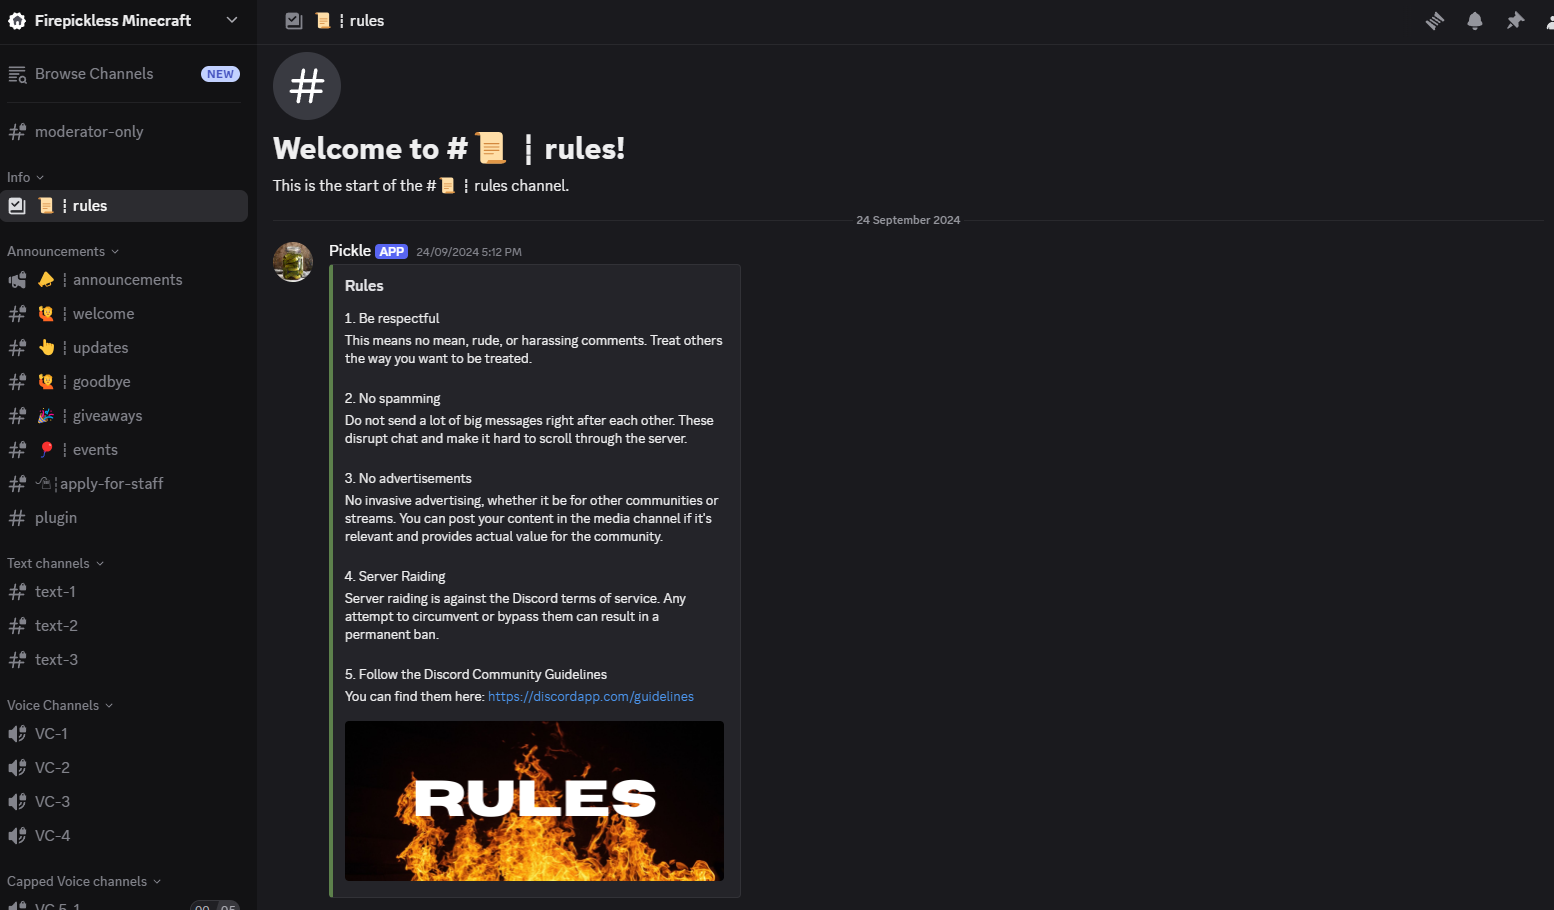 Firepickless Minecraft
Browse Channels
NEW
moderator-only
Info
📜 ┆ rules
Announcements
📣 ┆ announcements
🙋 ┆ welcome
👆 ┆ updates
🙋 ┆ goodbye
🎉 ┆ giveaways
🎈 ┆ events
┆apply-for-staff
plugin
Text channels
text-1
text-2
text-3
Voice Channels
VC-1
VC-2
VC-3
VC-4
Capped Voice channels
VC 5-1
00 05
📜 ┆ rules
Welcome to #📜 ┆ rules!
This is the start of the #📜 ┆ rules channel.
24 September 2024
Pickle APP 24/09/2024 5:12 PM
Rules
1. Be respectful
This means no mean, rude, or harassing comments. Treat others
the way you want to be treated.
2. No spamming
Do not send a lot of big messages right after each other. These
disrupt chat and make it hard to scroll through the server.
3. No advertisements
No invasive advertising, whether it be for other communities or
streams. You can post your content in the media channel if it's
relevant and provides actual value for the community.
4. Server Raiding
Server raiding is against the Discord terms of service. Any
attempt to circumvent or bypass them can result in a
permanent ban.
5. Follow the Discord Community Guidelines
You can find them here: https://discordapp.com/guidelines
RULES